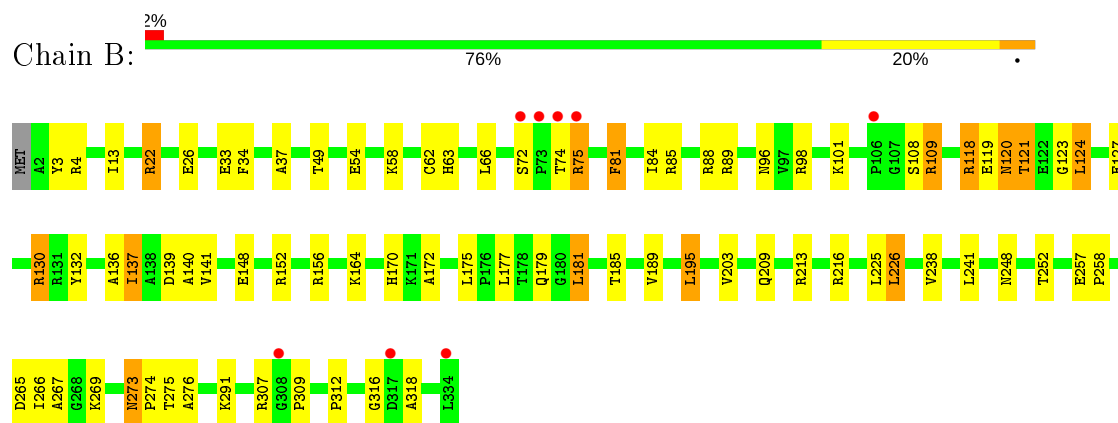 2%
Chain B:
76% 20% •
MET A2 Y3 R4 I13 R22 E26 E33 F34 A37 T49 E54 K58 C62 H63 L66 S72 P73 T74 R75 F81 I84 R85 R88 R89 N96 V97 R98 K101 P106 G107 S108 R109 R118 E119 N120 T121 E122 G123 L124
R130 R131 Y132 A136 I137 A138 D139 A140 V141 E148 R152 R156 K164 H170 K171 A172 L175 P176 L177 T178 Q179 G180 L181 T185 V189 L195 V203 Q209 R213 R216 L225 L226 V238 L241 N248 T252 E257 P258
D265 I266 A267 G268 K269 N273 P274 T275 A276 K291 R307 G308 P309 P312 G316 D317 A318 L334